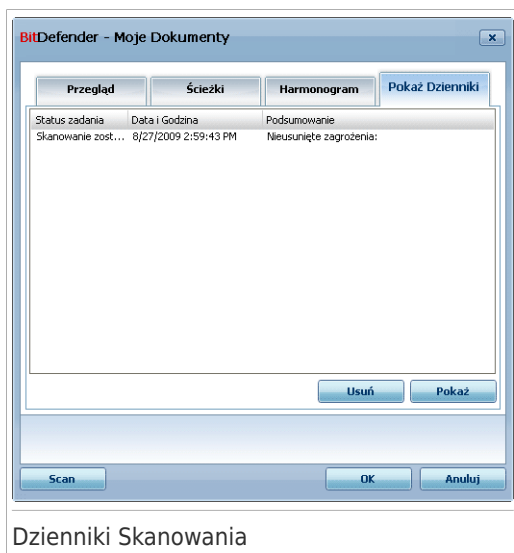 BitDefender - Moje Dokumenty
Przegląd Ścieżki Harmonogram Pokaż Dzienniki
Status zadania Data i Godzina Podsumowanie
Skanowanie zost... 8/27/2009 2:59:43 PM Nieusunięte zagrożenia:
Usuń Pokaż
Scan OK Anuluj
Dzienniki Skanowania